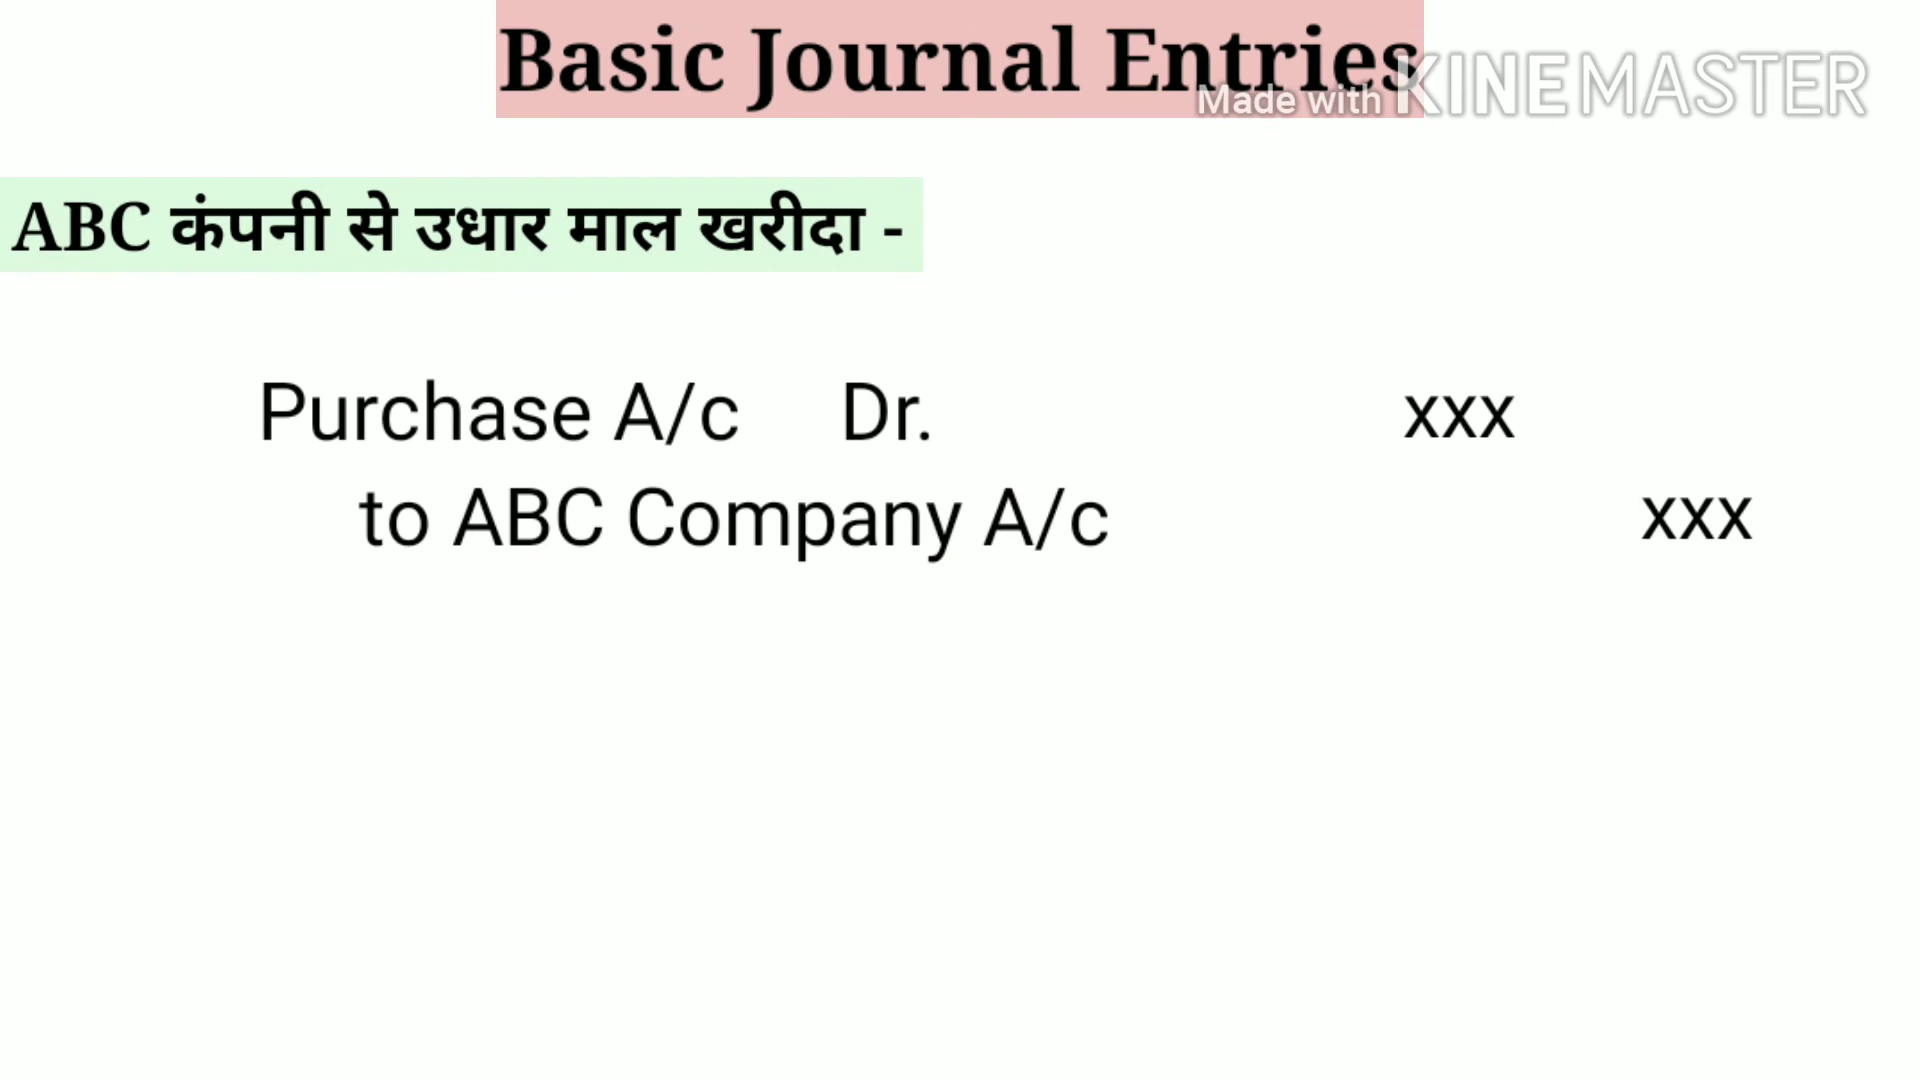 Basic Journal Entries
Made with KINEMASTER
ABC कंपनी से उधार माल खरीदा -
Purchase A/c Dr. xxx
to ABC Company A/c xxx